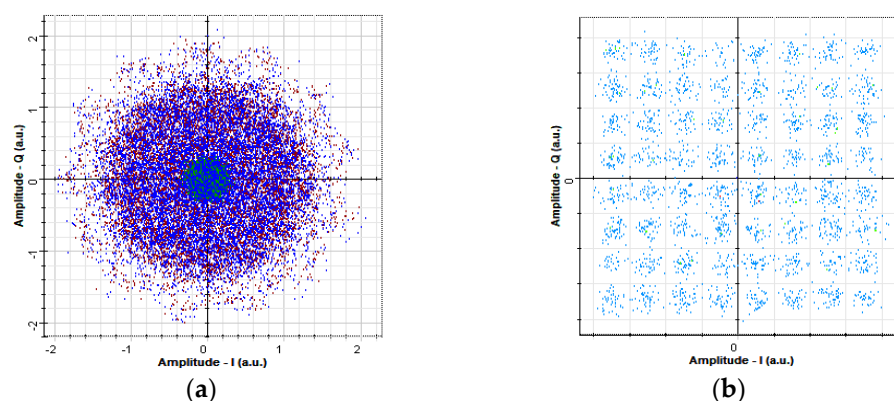 2
1
0
-1
-2
Amplitude - Q (a.u.)
-2 -1 0 1 2
Amplitude - I (a.u.)
(a)
0
Amplitude - Q (a.u.)
0
Amplitude - I (a.u.)
(b)